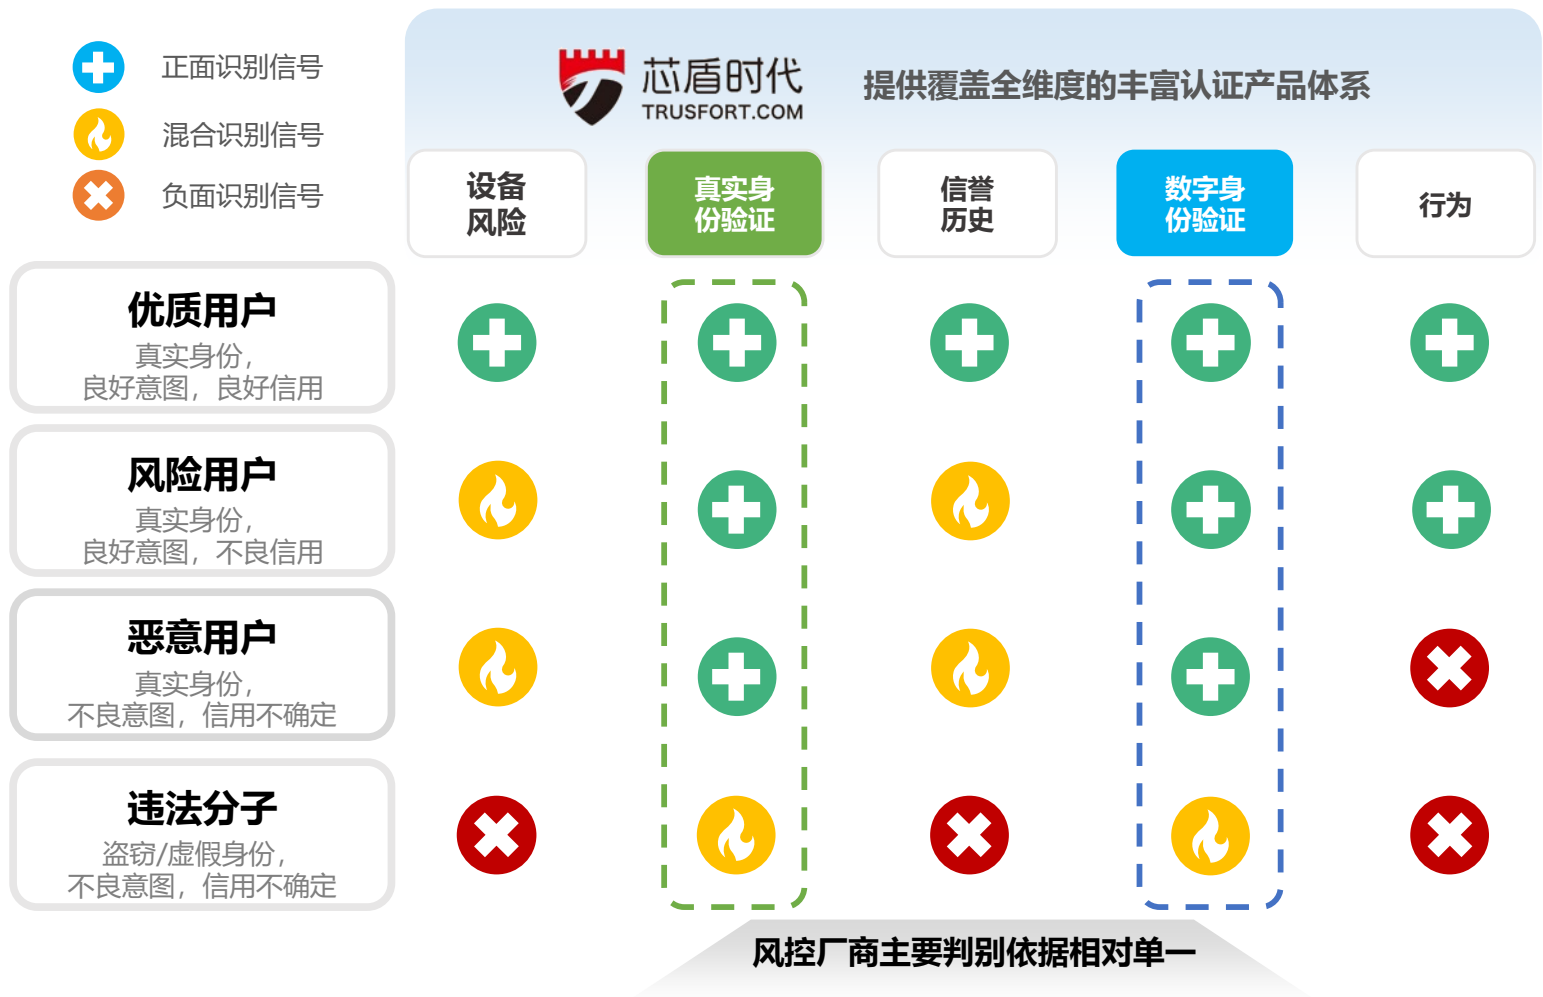 正面识别信号
混合识别信号
负面识别信号
芯盾时代
TRUSFORT.COM
提供覆盖全维度的丰富认证产品体系
设备
风险
真实身
份验证
信誉
历史
数字身
份验证
行为
优质用户
真实身份，
良好意图，良好信用
风险用户
真实身份，
良好意图，不良信用
恶意用户
真实身份，
不良意图，信用不确定
违法分子
盗窃/虚假身份，
不良意图，信用不确定
风控厂商主要判别依据相对单一